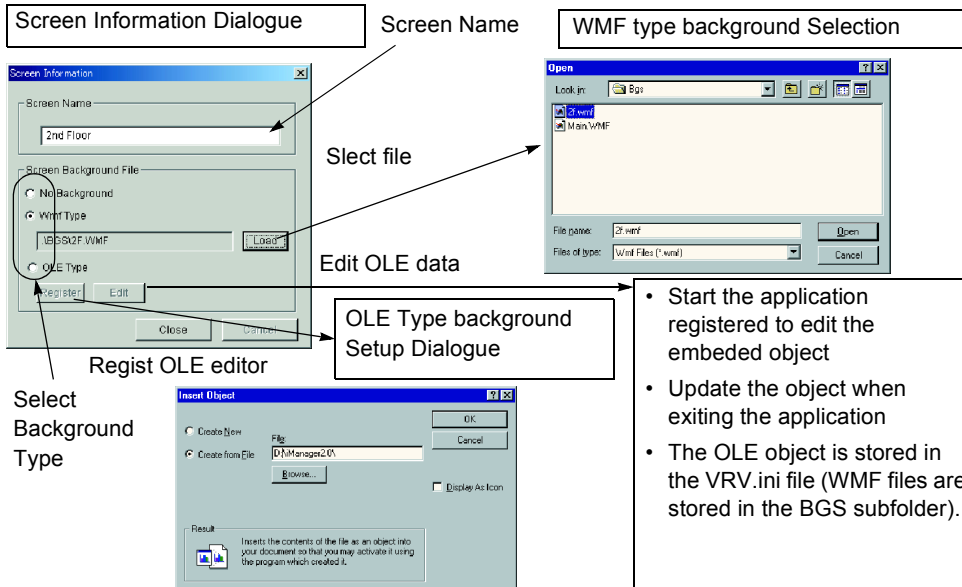 Screen Information Dialogue
Screen Name
WMF type background Selection
Screen Information
Screen Name
2nd Floor
Screen Background File
No Background
Wmf Type
.\BGS\2F.WMF
Load
OLE Type
Register Edit
Close Cancel
Slect file
Edit OLE data
Open
Look in: Bgs
2f.wmf
Main.WMF
File name: 2f.wmf
Open
Files of type: Wmf Files (*.wmf)
Cancel
OLE Type background
Setup Dialogue
Regist OLE editor
Select
Background
Type
Insert Object
Create New
Create from File
File:
D:\iManager2.0\
Browse...
OK
Cancel
Display As Icon
Result
Inserts the contents of the file as an object into
your document so that you may activate it using
the program which created it.
• Start the application
registered to edit the
embeded object
• Update the object when
exiting the application
• The OLE object is stored in
the VRV.ini file (WMF files are
stored in the BGS subfolder).